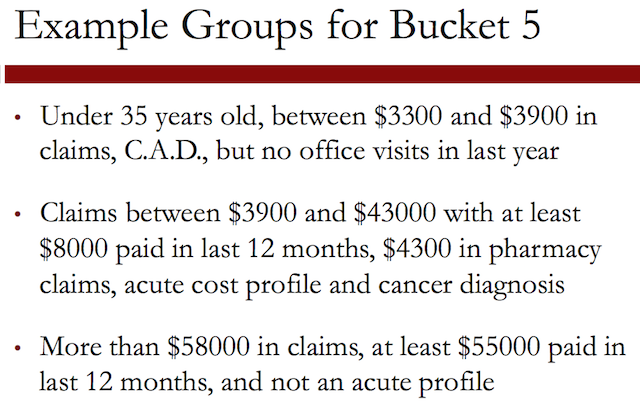 Example Groups for Bucket 5
• Under 35 years old, between $3300 and $3900 in
claims, C.A.D., but no office visits in last year
• Claims between $3900 and $43000 with at least
$8000 paid in last 12 months, $4300 in pharmacy
claims, acute cost profile and cancer diagnosis
• More than $58000 in claims, at least $55000 paid in
last 12 months, and not an acute profile